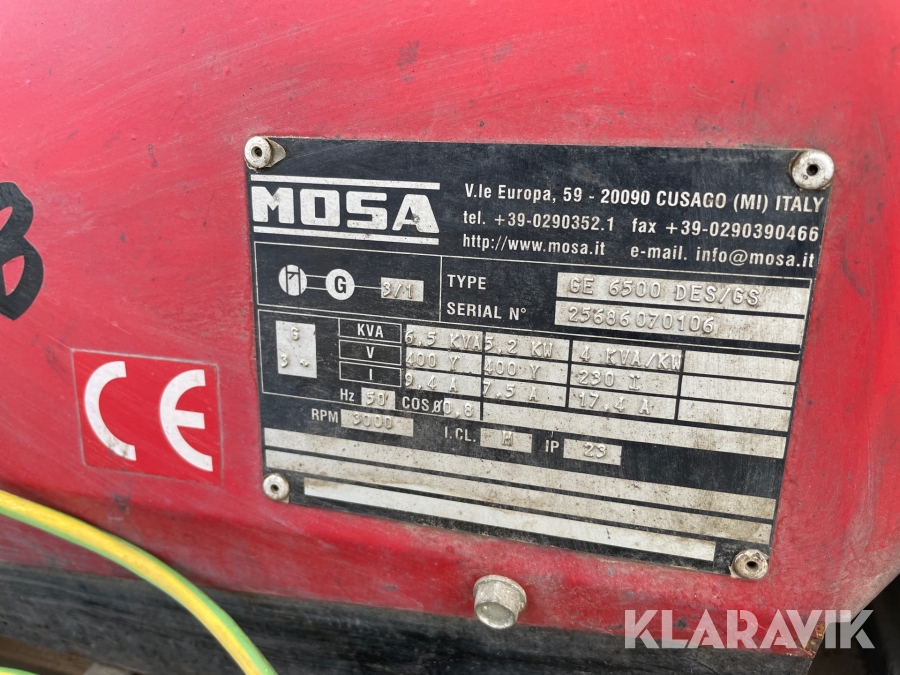 MOSA
V.le Europa, 59 - 20090 CUSAGO (MI) ITALY
tel. +39-0290352.1 fax +39-0290390466
http://www.mosa.it e-mail. info@mosa.it
G 3/1
TYPE GE 6500 DES/GS
SERIAL N° 25686070106
G 3~
KVA 6,5 KVA 5,2 KW 4 KVA/KW
V 400 Y 400 Y 230 I
I 9,4 A 7,5 A 17,4 A
Hz 50 COSØ 0,8
RPM 3000 I.CL. H IP 23
CE
8
KLARAVIK